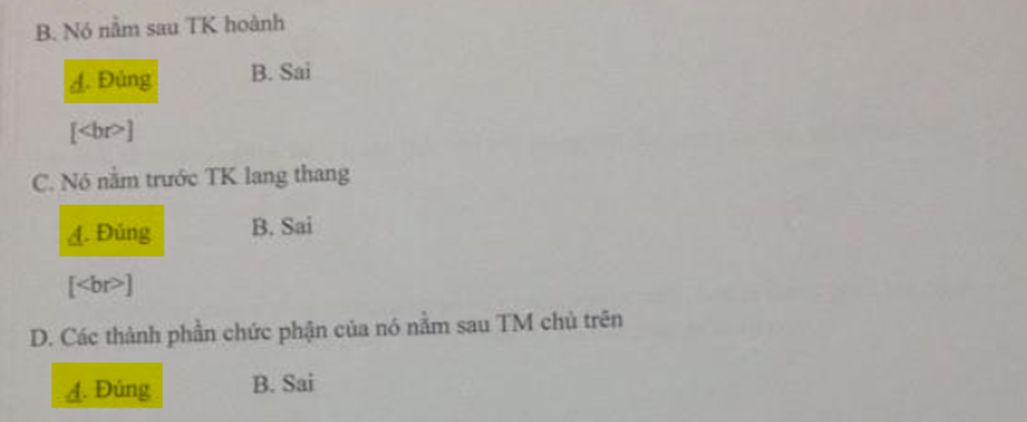 B. Nó nằm sau TK hoành
A. Đúng B. Sai
[<br>]
C. Nó nằm trước TK lang thang
A. Đúng B. Sai
[<br>]
D. Các thành phần chức phận của nó nằm sau TM chủ trên
A. Đúng B. Sai